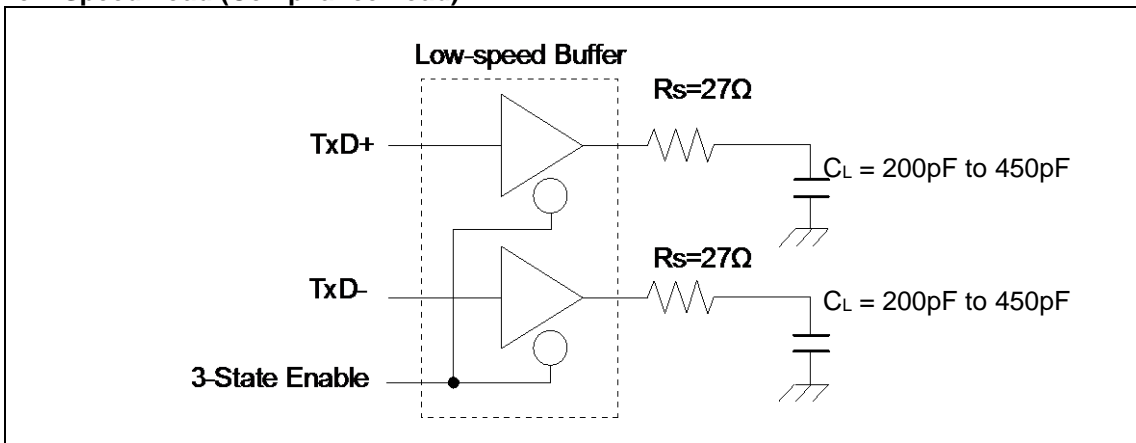 Low-speed Buffer
Rs=27Ω
TxD+
CL = 200pF to 450pF
Rs=27Ω
TxD-
CL = 200pF to 450pF
3-State Enable